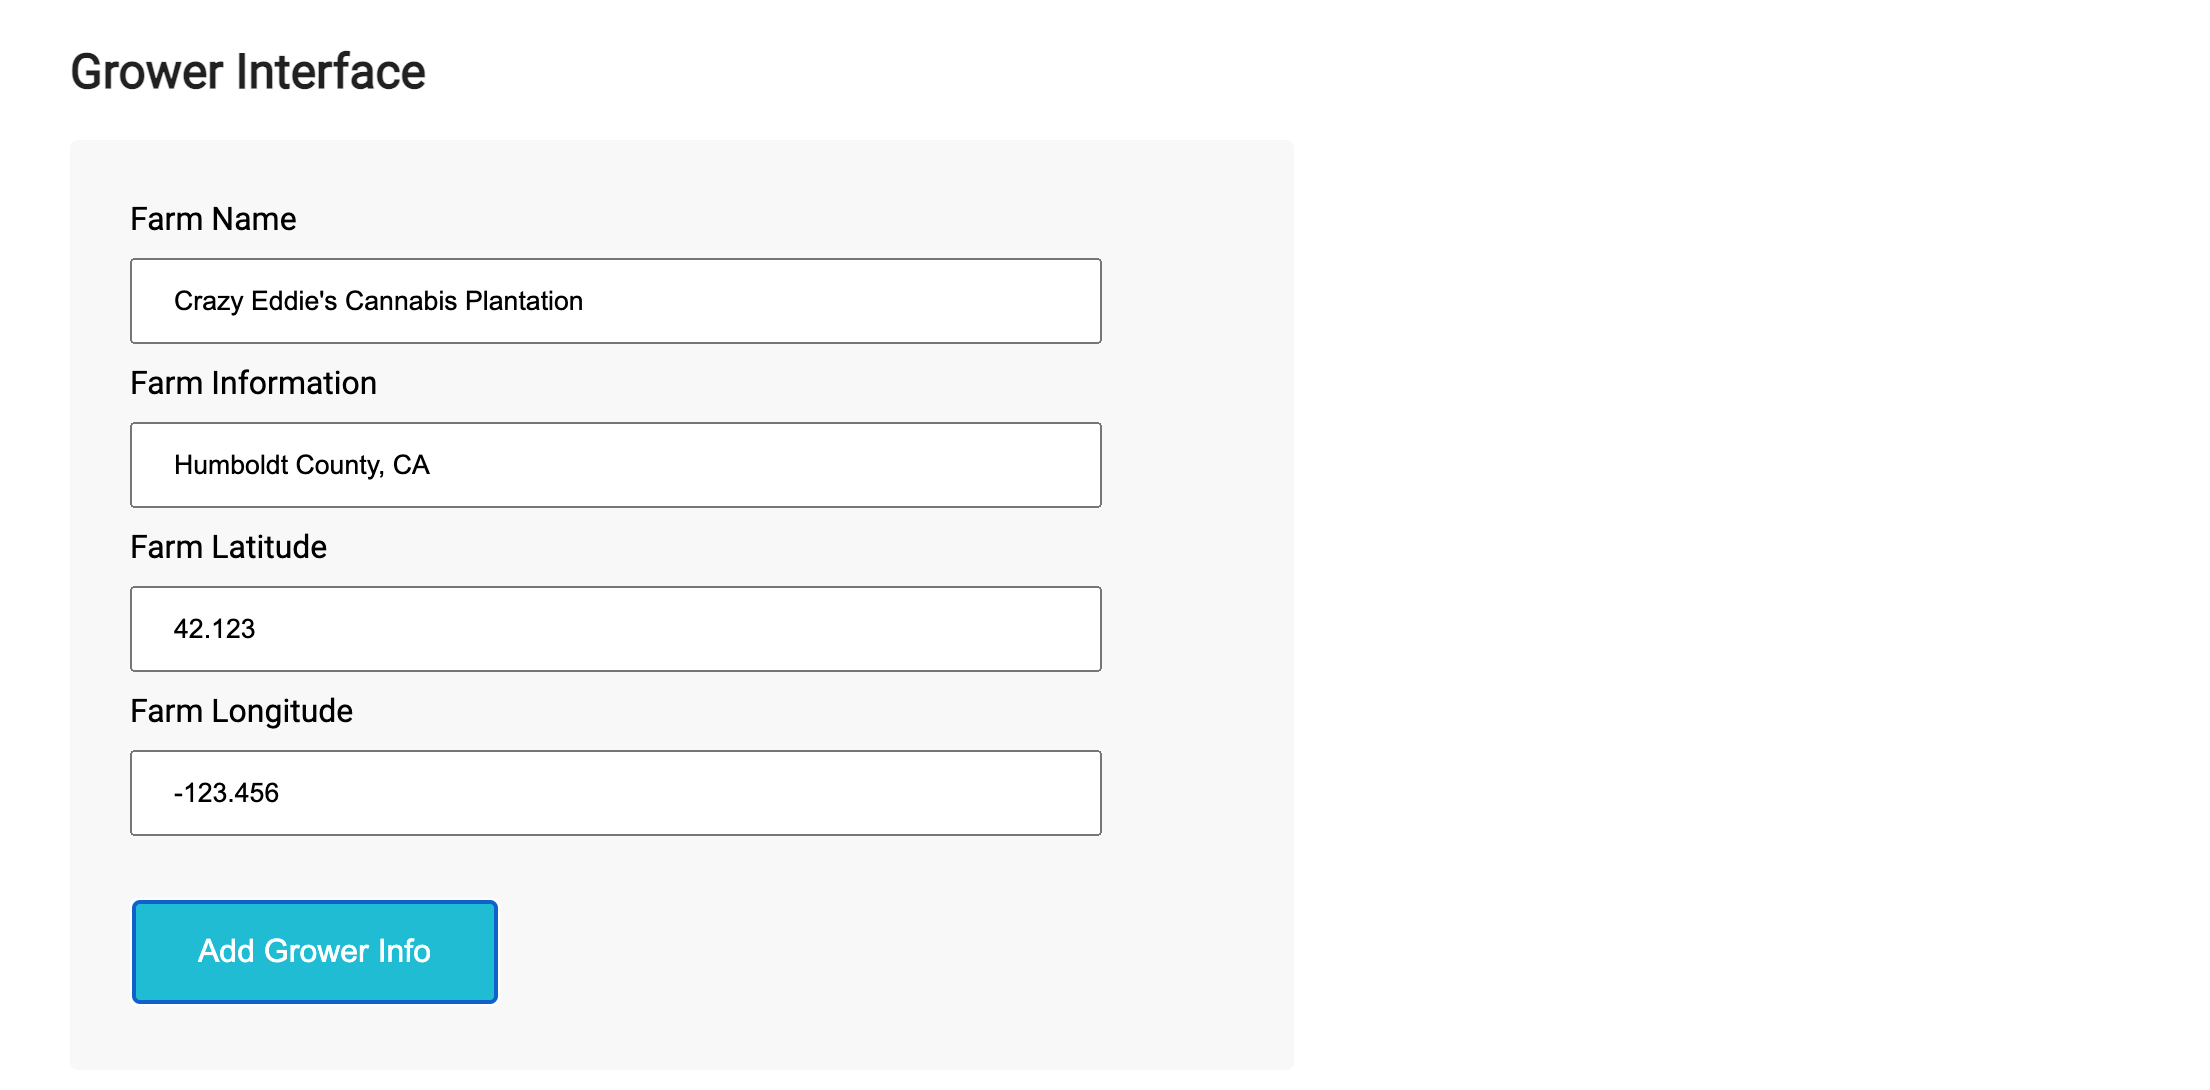 Grower Interface
Farm Name
Crazy Eddie's Cannabis Plantation
Farm Information
Humboldt County, CA
Farm Latitude
42.123
Farm Longitude
-123.456
Add Grower Info